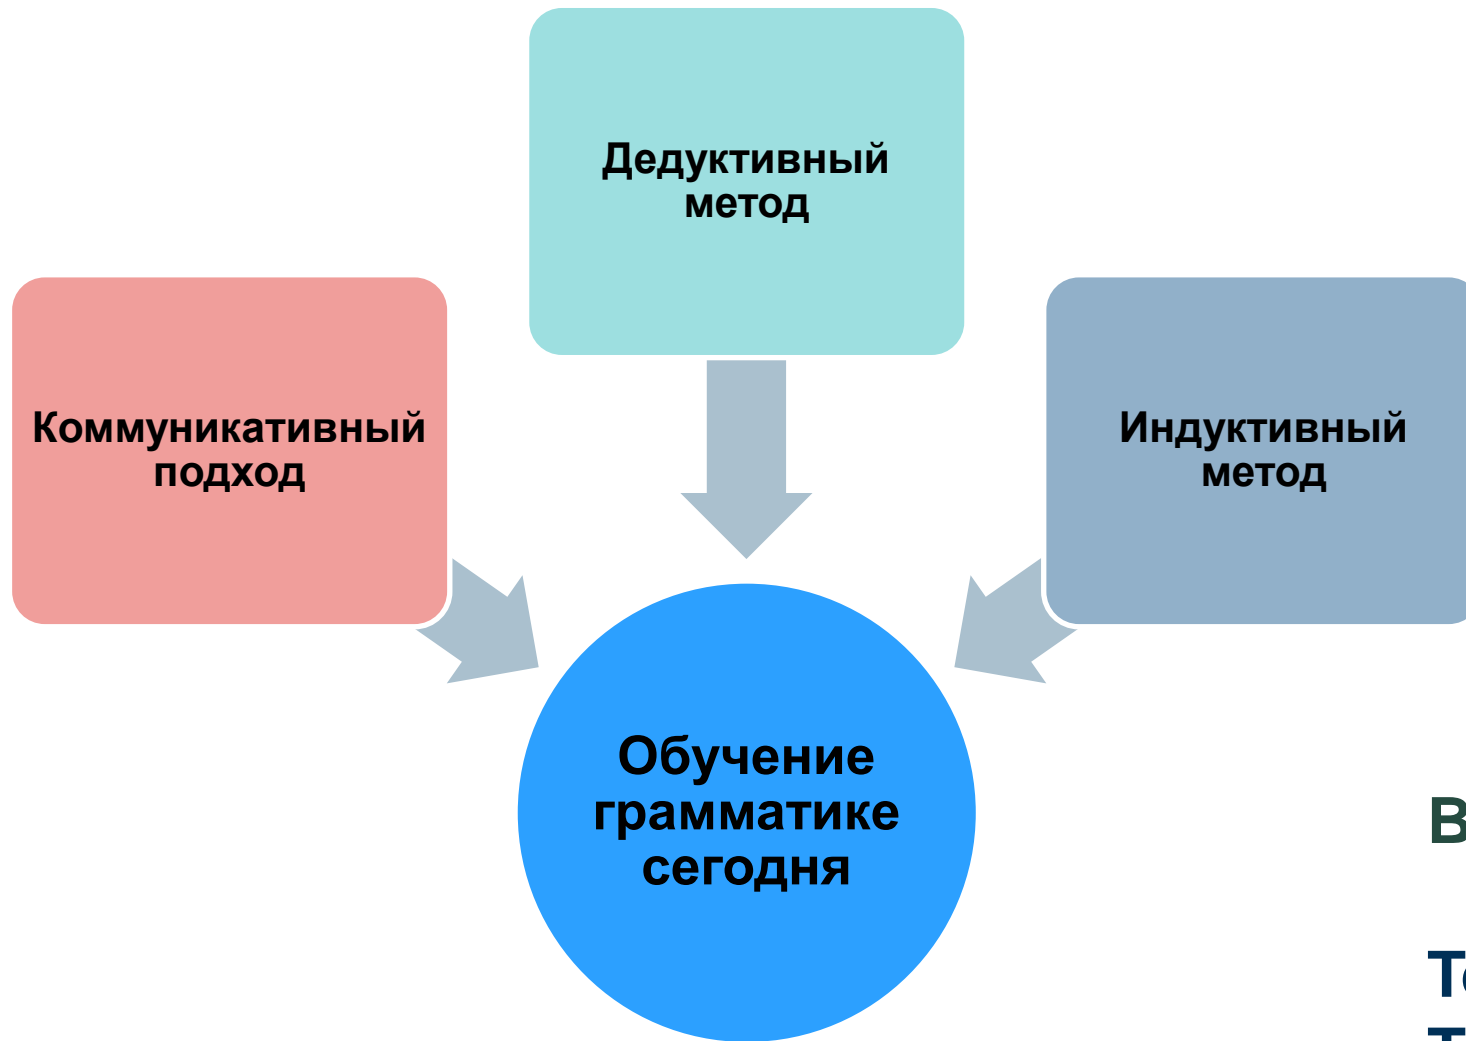 Дедуктивный
метод
Коммуникативный
подход
Индуктивный
метод
Обучение
грамматике
сегодня